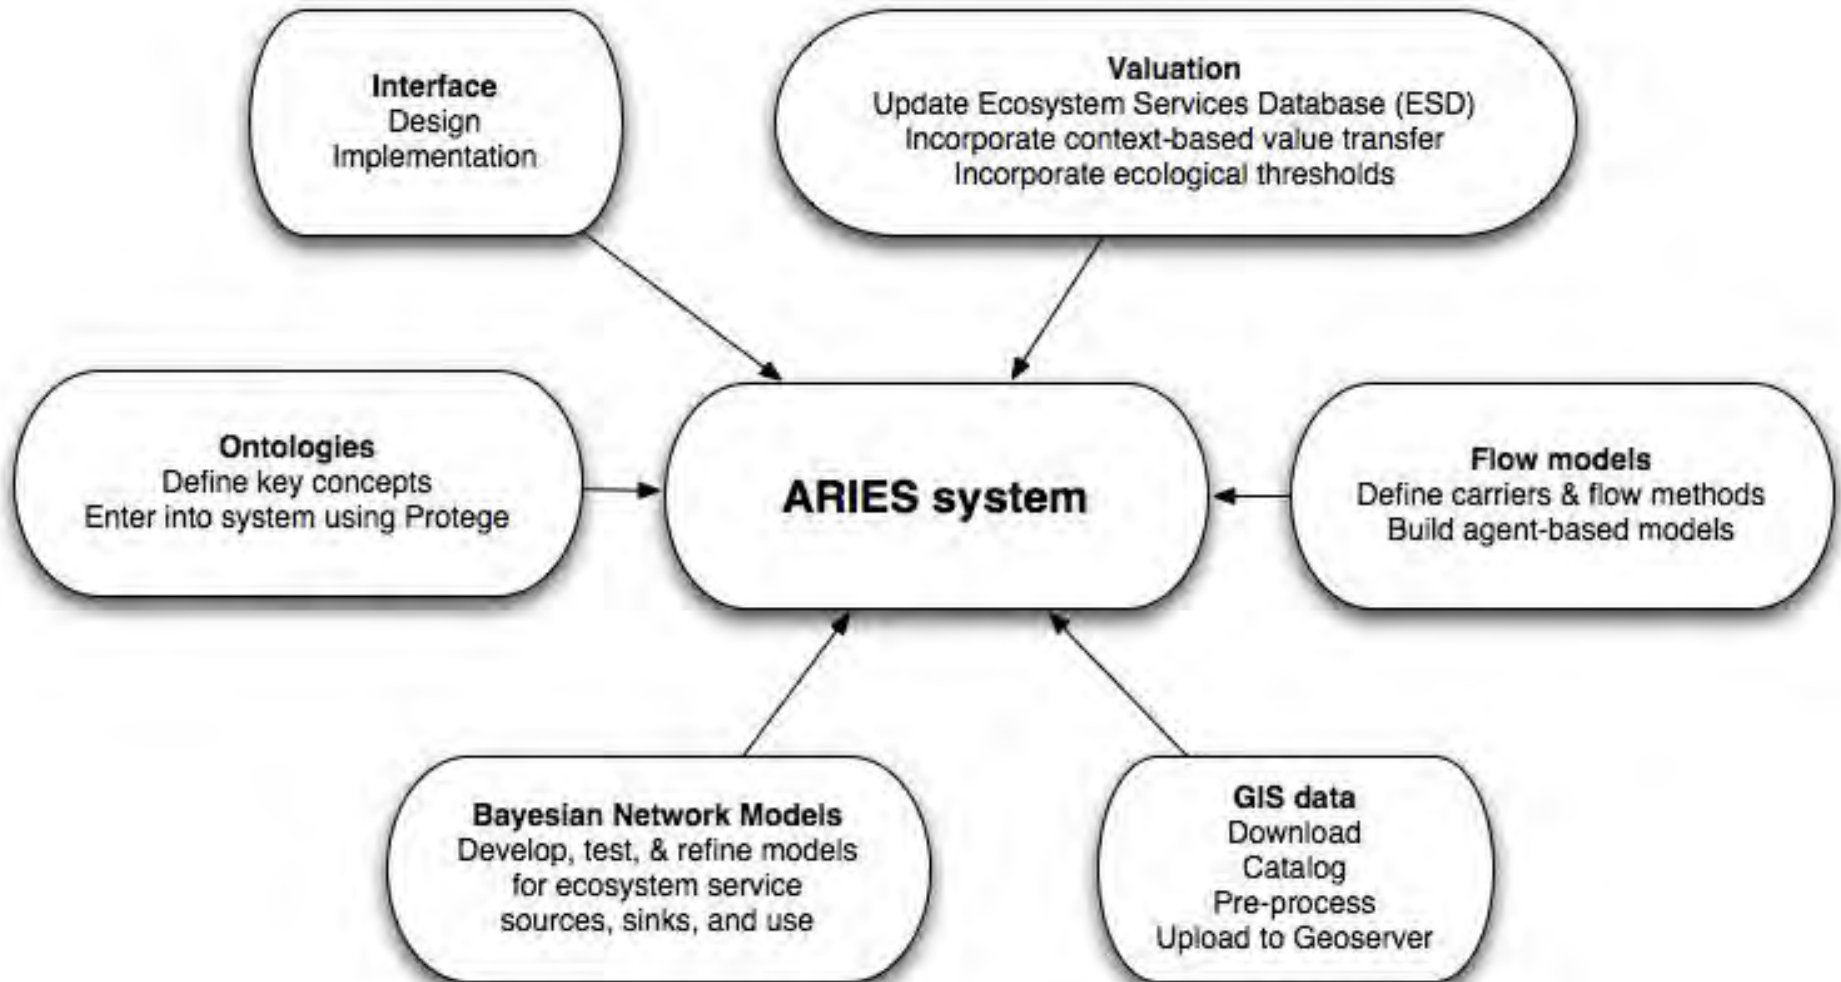 Interface
Design
Implementation
Valuation
Update Ecosystem Services Database (ESD)
Incorporate context-based value transfer
Incorporate ecological thresholds
Ontologies
Define key concepts
Enter into system using Protege
ARIES system
Flow models
Define carriers & flow methods
Build agent-based models
Bayesian Network Models
Develop, test, & refine models
for ecosystem service
sources, sinks, and use
GIS data
Download
Catalog
Pre-process
Upload to Geoserver